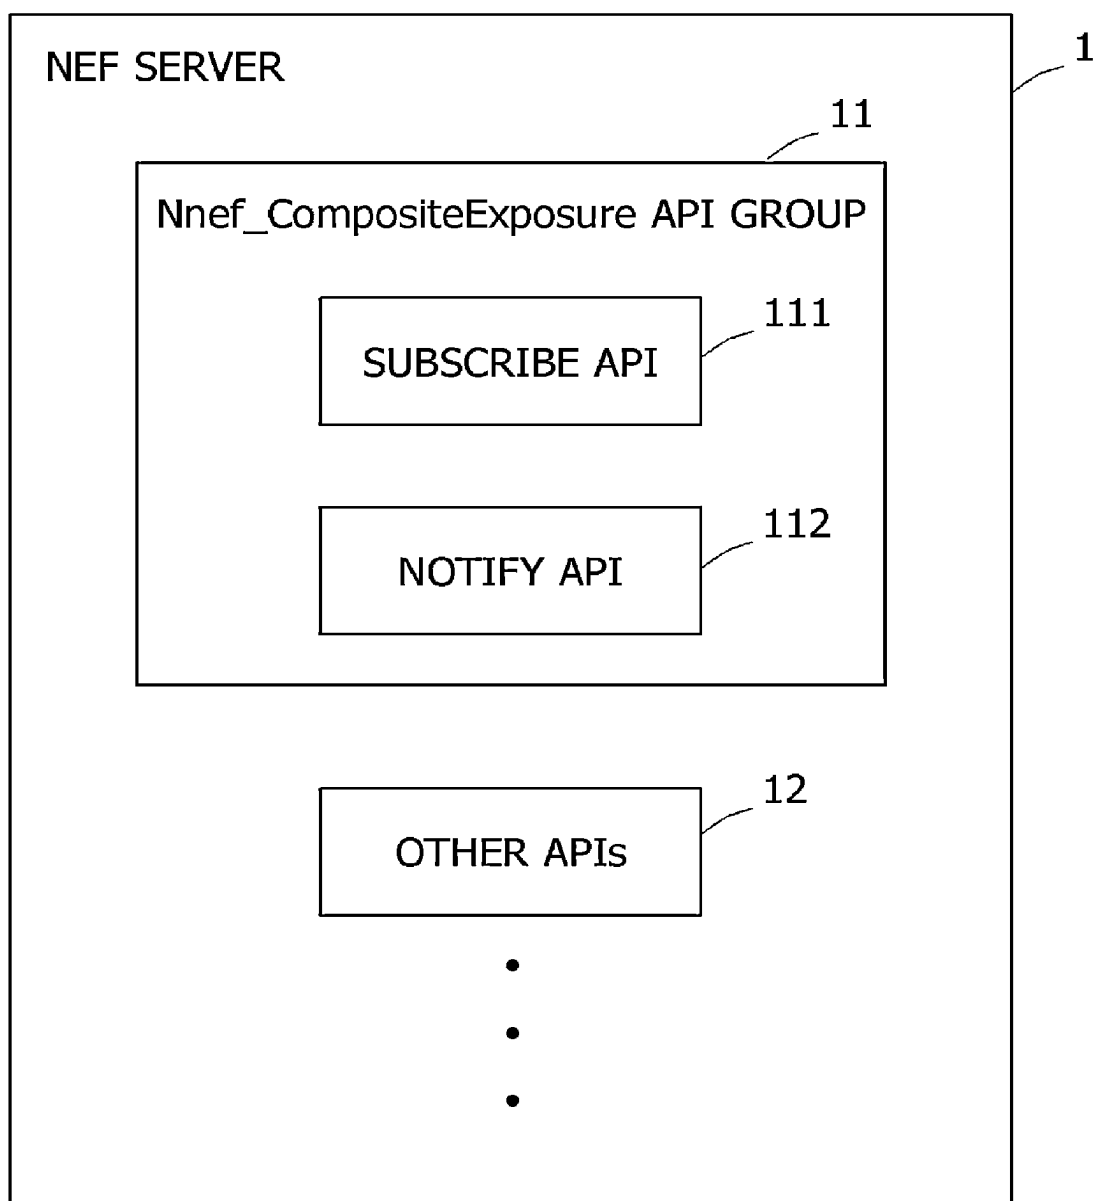 NEF SERVER
1
11
Nnef_CompositeExposure API GROUP
111
SUBSCRIBE API
112
NOTIFY API
12
OTHER APIs